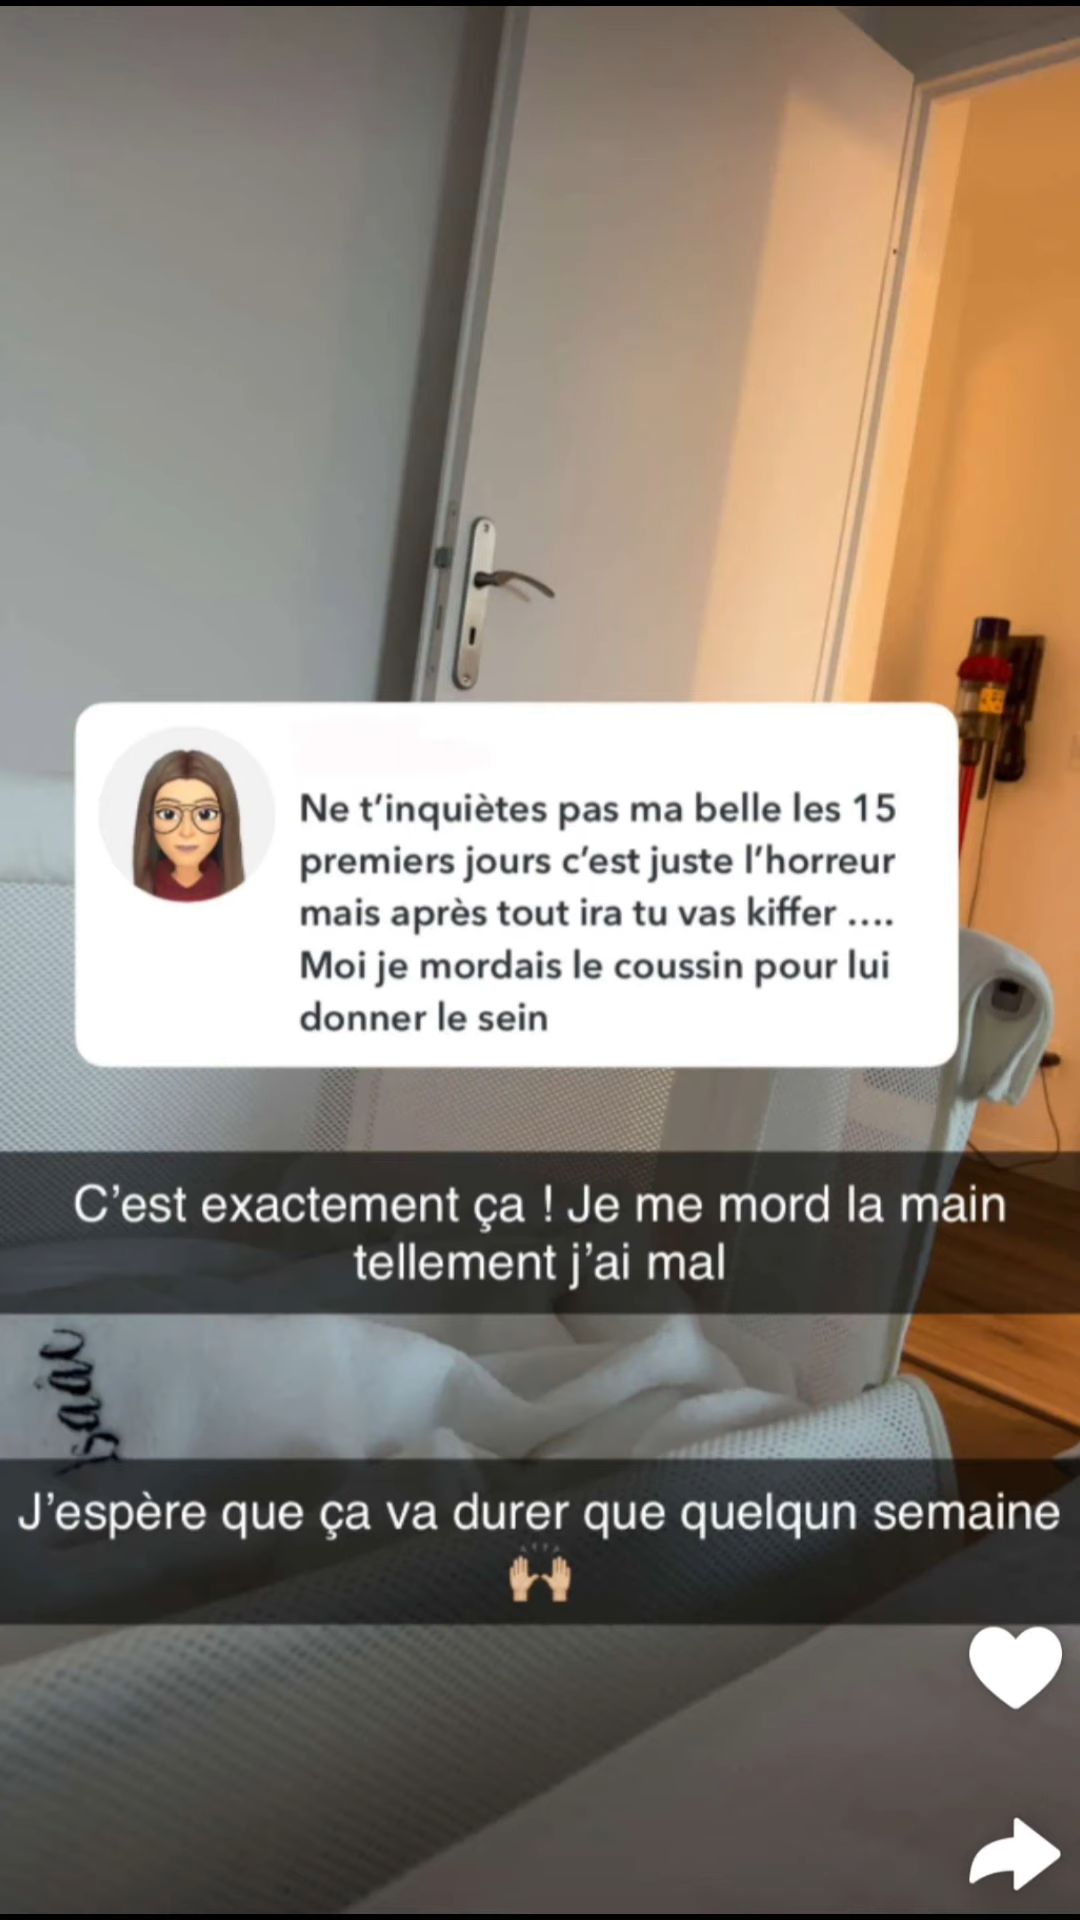 Ne t'inquiètes pas ma belle les 15
premiers jours c'est juste l'horreur
mais après tout ira tu vas kiffer ....
Moi je mordais le coussin pour lui
donner le sein
C'est exactement ça ! Je me mord la main
tellement j'ai mal
Isaac
J'espère que ça va durer que quelqun semaine
🙌🏼